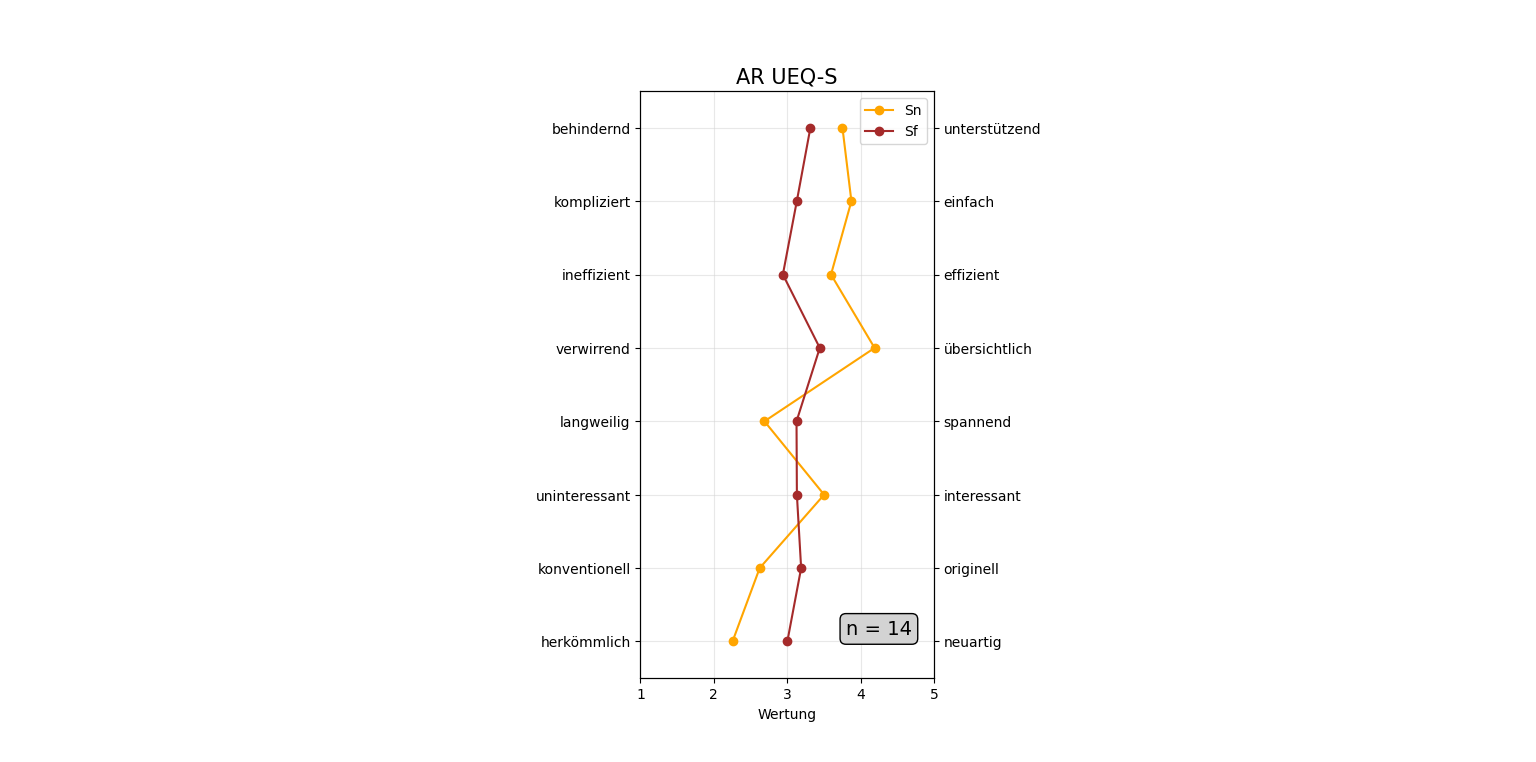 AR UEQ-S
Sn
Sf
behindernd unterstützend
kompliziert einfach
ineffizient effizient
verwirrend übersichtlich
langweilig spannend
uninteressant interessant
konventionell originell
n = 14
herkömmlich neuartig
1 2 3 4 5
Wertung